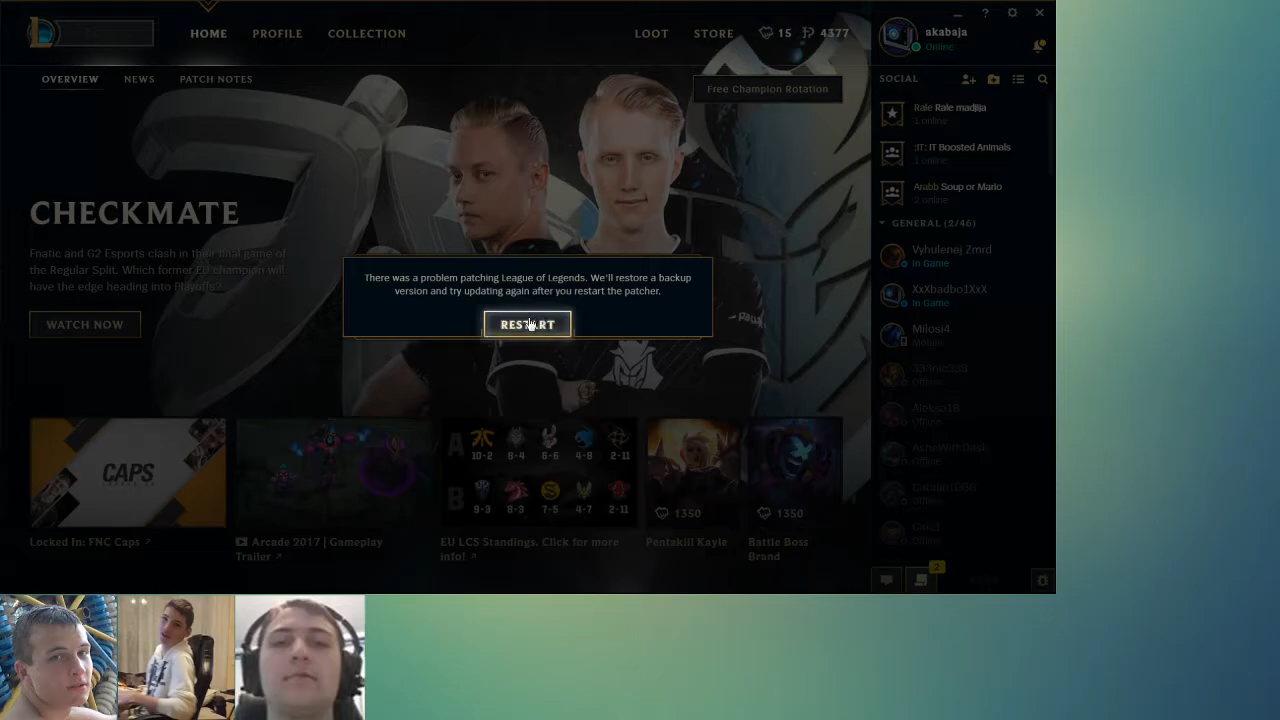 HOME PROFILE COLLECTION LOOT STORE 15 4377
akabaja
Online
OVERVIEW NEWS PATCH NOTES
Free Champion Rotation
SOCIAL
Rale Rale madjija
1 online
:IT: IT Boosted Animals
1 online
Arabb Soup or Mario
2 online
GENERAL (2/46)
Vyhulenej Zmrd
In Game
XxXbadbo1XxX
In Game
Milosi4
Mobile
Offline
Aleksa18
Offline
Offline
Offline
CHECKMATE
Fnatic and G2 Esports clash in their final game of
the Regular Split. Which former EU champion will
have the edge heading into Playoffs?
WATCH NOW
There was a problem patching League of Legends. We'll restore a backup
version and try updating again after you restart the patcher.
RESTART
CAPS
A
10-2 8-4 6-6 4-8 2-11
B
9-3 8-3 7-5 4-7 2-11
1350
1350
Locked In: FNC Caps
Arcade 2017 | Gameplay
Trailer
EU LCS Standings. Click for more
info!
Pentakill Kayle
Battle Boss
Brand
2